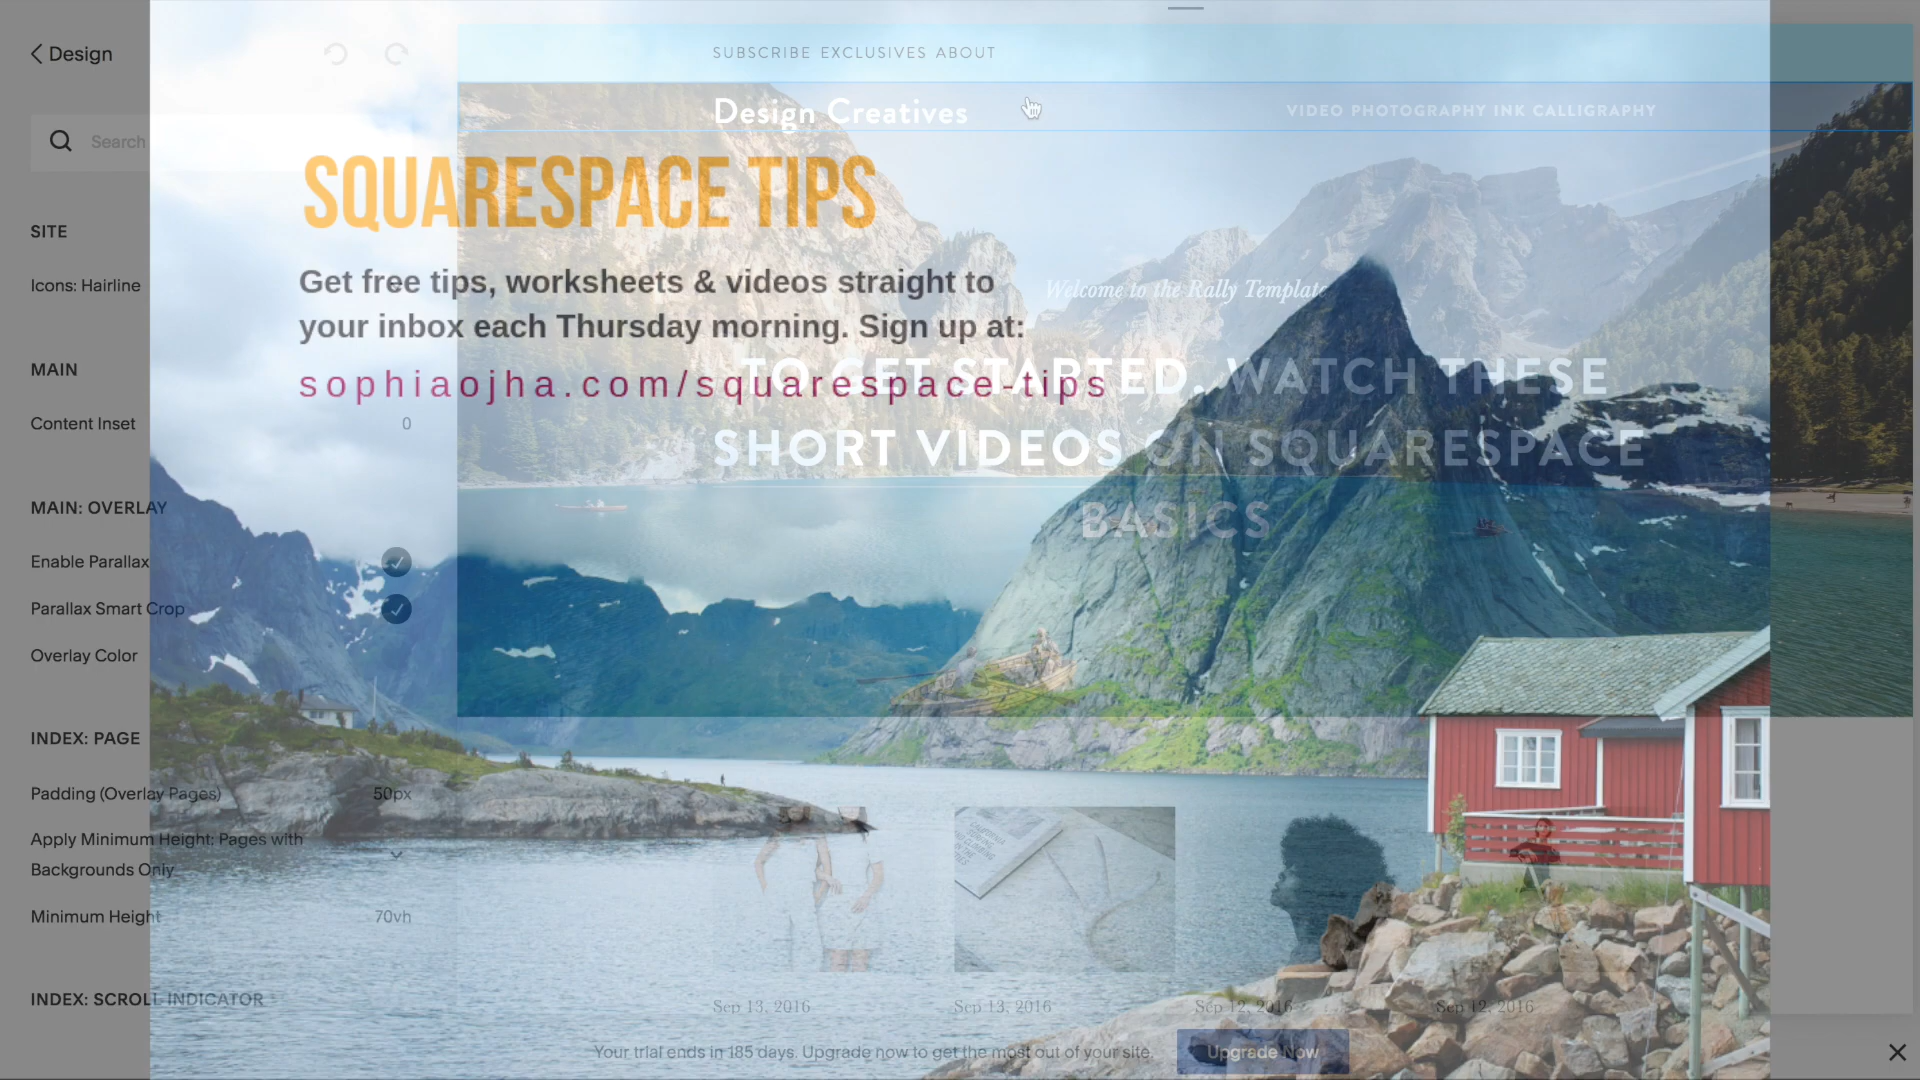 Design
SUBSCRIBE EXCLUSIVES ABOUT
Design Creatives
VIDEO PHOTOGRAPHY INK CALLIGRAPHY
Search
SQUARESPACE TIPS
SITE
Icons: Hairline
Get free tips, worksheets & videos straight to
your inbox each Thursday morning. Sign up at:
sophiaojha.com/squarespace-tips
Welcome to the Rally Template
TO GET STARTED, WATCH THESE
SHORT VIDEOS ON SQUARESPACE
BASICS
MAIN
Content Inset
0
MAIN: OVERLAY
Enable Parallax
Parallax Smart Crop
Overlay Color
INDEX: PAGE
Padding (Overlay Pages)
50px
Apply Minimum Height: Pages with
Backgrounds Only
Minimum Height
70vh
INDEX: SCROLL INDICATOR
Sep 13, 2016
Sep 13, 2016
Sep 12, 2016
Sep 12, 2016
Your trial ends in 185 days. Upgrade now to get the most out of your site.
Upgrade Now